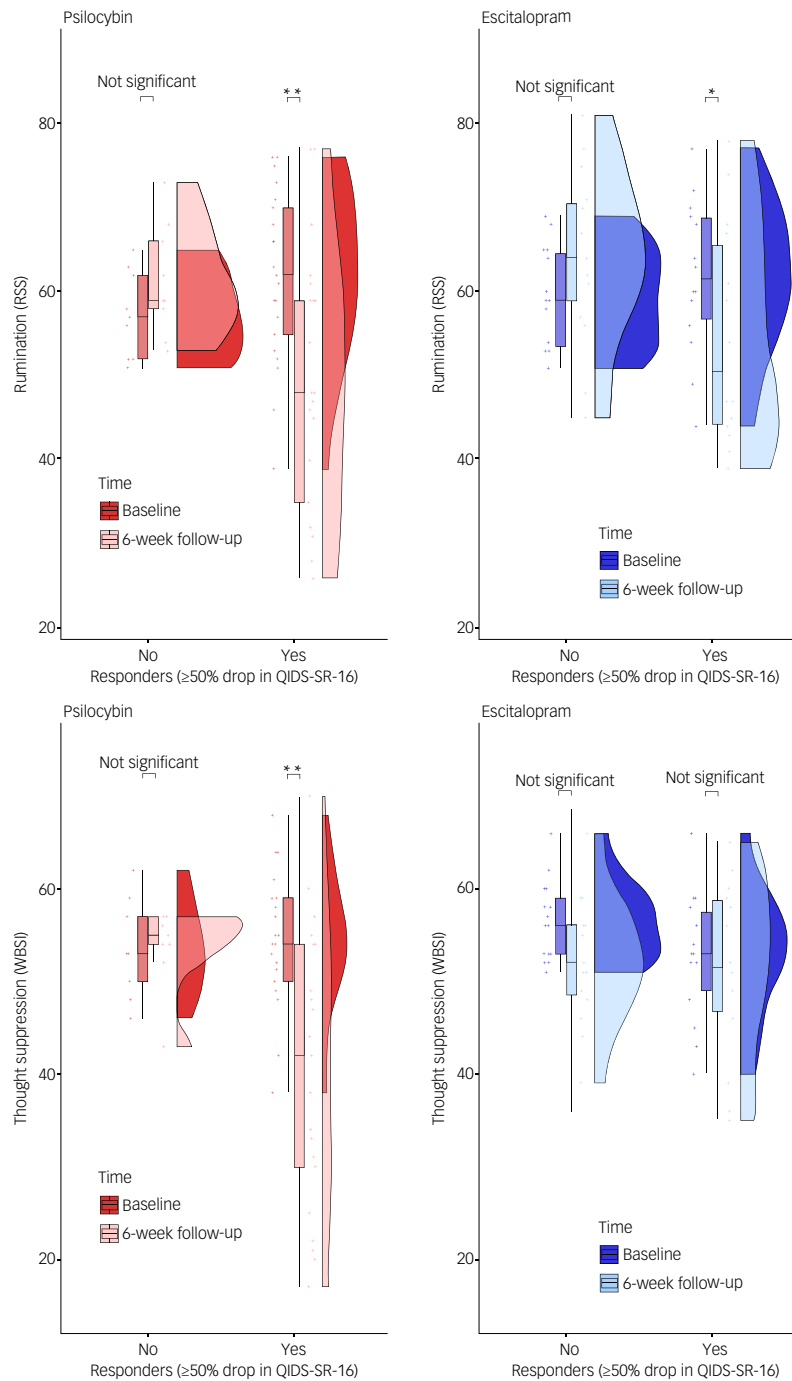 Psilocybin
Not significant
* *
Rumination (RSS)
80
60
40
20
Time
Baseline
6-week follow-up
No
Yes
Responders (≥50% drop in QIDS-SR-16)
Escitalopram
Not significant
*
Rumination (RSS)
80
60
40
20
Time
Baseline
6-week follow-up
No
Yes
Responders (≥50% drop in QIDS-SR-16)
Psilocybin
Not significant
* *
Thought suppression (WBSI)
60
40
20
Time
Baseline
6-week follow-up
No
Yes
Responders (≥50% drop in QIDS-SR-16)
Escitalopram
Not significant
Not significant
Thought suppression (WBSI)
60
40
20
Time
Baseline
6-week follow-up
No
Yes
Responders (≥50% drop in QIDS-SR-16)